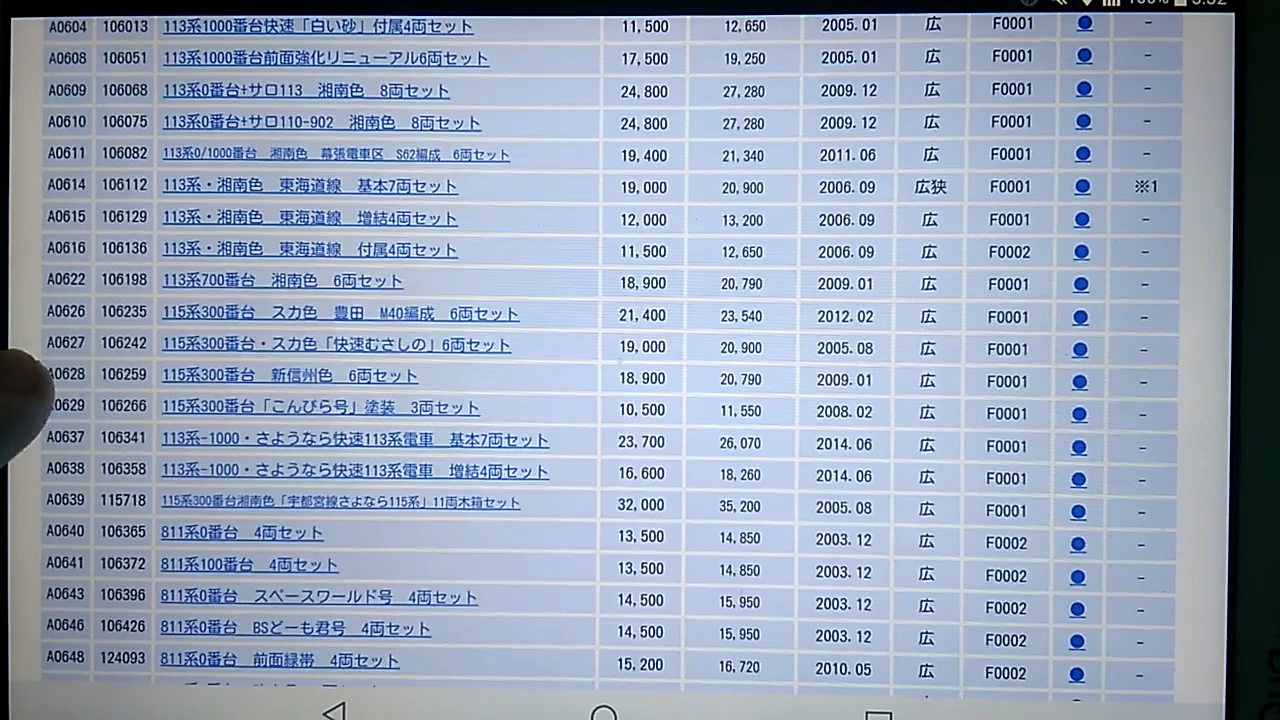 A0604 106013 113系1000番台快速「白い砂」付属4両セット 11,500 12,650 2005.01 広 F0001 ● -
A0608 106051 113系1000番台前面強化リニューアル6両セット 17,500 19,250 2005.01 広 F0001 ● -
A0609 106068 113系0番台+サロ113 湘南色 8両セット 24,800 27,280 2009.12 広 F0001 ● -
A0610 106075 113系0番台+サロ110-902 湘南色 8両セット 24,800 27,280 2009.12 広 F0001 ● -
A0611 106082 113系0/1000番台 湘南色 幕張電車区 S62編成 6両セット 19,400 21,340 2011.06 広 F0001 ● -
A0614 106112 113系・湘南色 東海道線 基本7両セット 19,000 20,900 2006.09 広狭 F0001 ● ※1
A0615 106129 113系・湘南色 東海道線 増結4両セット 12,000 13,200 2006.09 広 F0001 ● -
A0616 106136 113系・湘南色 東海道線 付属4両セット 11,500 12,650 2006.09 広 F0002 ● -
A0622 106198 113系700番台 湘南色 6両セット 18,900 20,790 2009.01 広 F0001 ● -
A0626 106235 115系300番台 スカ色 豊田 M40編成 6両セット 21,400 23,540 2012.02 広 F0001 ● -
A0627 106242 115系300番台・スカ色「快速むさしの」6両セット 19,000 20,900 2005.08 広 F0001 ● -
A0628 106259 115系300番台 新信州色 6両セット 18,900 20,790 2009.01 広 F0001 ● -
0629 106266 115系300番台「こんぴら号」塗装 3両セット 10,500 11,550 2008.02 広 F0001 ● -
A0637 106341 113系-1000・さようなら快速113系電車 基本7両セット 23,700 26,070 2014.06 広 F0001 ● -
A0638 106358 113系-1000・さようなら快速113系電車 増結4両セット 16,600 18,260 2014.06 広 F0001 ● -
A0639 115718 115系300番台湘南色「宇都宮線さよなら115系」11両木箱セット 32,000 35,200 2005.08 広 F0001 ● -
A0640 106365 811系0番台 4両セット 13,500 14,850 2003.12 広 F0002 ● -
A0641 106372 811系100番台 4両セット 13,500 14,850 2003.12 広 F0002 ● -
A0643 106396 811系0番台 スペースワールド号 4両セット 14,500 15,950 2003.12 広 F0002 ● -
A0646 106426 811系0番台 BSどーも君号 4両セット 14,500 15,950 2003.12 広 F0002 ● -
A0648 124093 811系0番台 前面緑帯 4両セット 15,200 16,720 2010.05 広 F0002 ● -